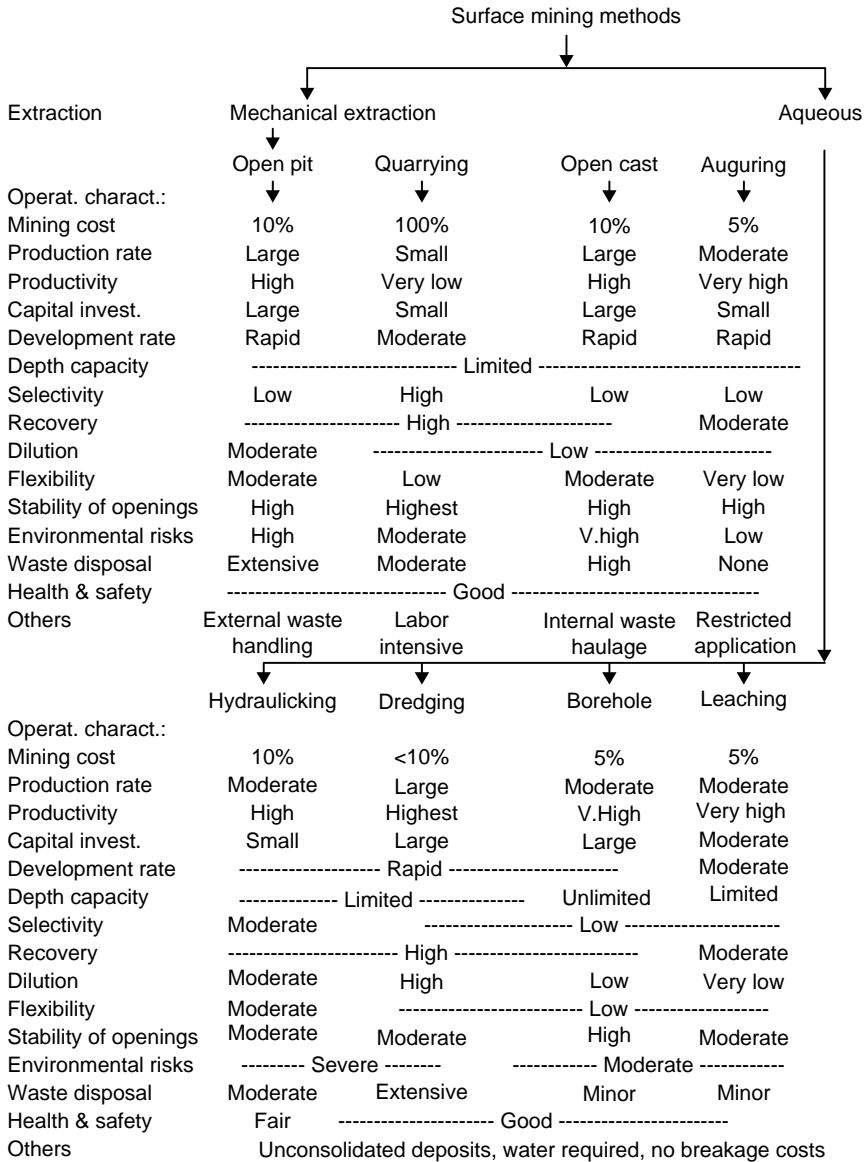 Surface mining methods
Extraction Mechanical extraction Aqueous
Open pit Quarrying Open cast Auguring
Operat. charact.:
Mining cost 10% 100% 10% 5%
Production rate Large Small Large Moderate
Productivity High Very low High Very high
Capital invest. Large Small Large Small
Development rate Rapid Moderate Rapid Rapid
Depth capacity ----------------------------- Limited -------------------------------------
Selectivity Low High Low Low
Recovery ---------------------- High ---------------------- Moderate
Dilution Moderate ------------------------ Low -------------------------
Flexibility Moderate Low Moderate Very low
Stability of openings High Highest High High
Environmental risks High Moderate V.high Low
Waste disposal Extensive Moderate High None
Health & safety ------------------------------- Good -----------------------------------
Others External waste Labor Internal waste Restricted
handling intensive haulage application
Hydraulicking Dredging Borehole Leaching
Operat. charact.:
Mining cost 10% <10% 5% 5%
Production rate Moderate Large Moderate Moderate
Productivity High Highest V.High Very high
Capital invest. Small Large Large Moderate
Development rate -------------------- Rapid ------------------------ Moderate
Depth capacity -------------- Limited --------------- Unlimited Limited
Selectivity Moderate --------------------- Low ----------------------
Recovery ------------------------ High -------------------------- Moderate
Dilution Moderate High Low Very low
Flexibility Moderate -------------------------- Low -------------------
Stability of openings Moderate Moderate High Moderate
Environmental risks --------- Severe -------- ------------ Moderate ------------
Waste disposal Moderate Extensive Minor Minor
Health & safety Fair ---------------------- Good ------------------------
Others Unconsolidated deposits, water required, no breakage costs